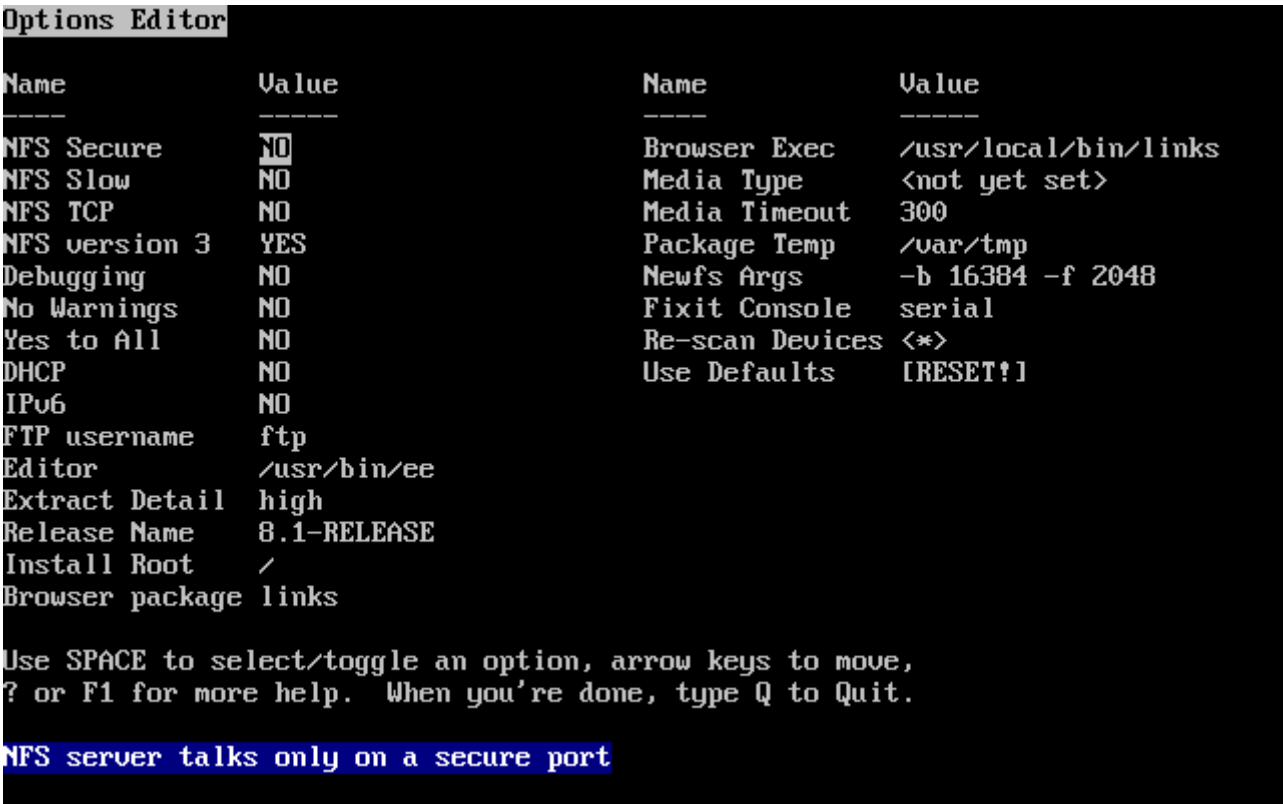 Options Editor
Name Value Name Value
---- ----- ---- -----
NFS Secure NO Browser Exec /usr/local/bin/links
NFS Slow NO Media Type <not yet set>
NFS TCP NO Media Timeout 300
NFS version 3 YES Package Temp /var/tmp
Debugging NO Newfs Args -b 16384 -f 2048
No Warnings NO Fixit Console serial
Yes to All NO Re-scan Devices <*>
DHCP NO Use Defaults [RESET!]
IPv6 NO
FTP username ftp
Editor /usr/bin/ee
Extract Detail high
Release Name 8.1-RELEASE
Install Root /
Browser package links
Use SPACE to select/toggle an option, arrow keys to move,
? or F1 for more help. When you're done, type Q to Quit.
NFS server talks only on a secure port